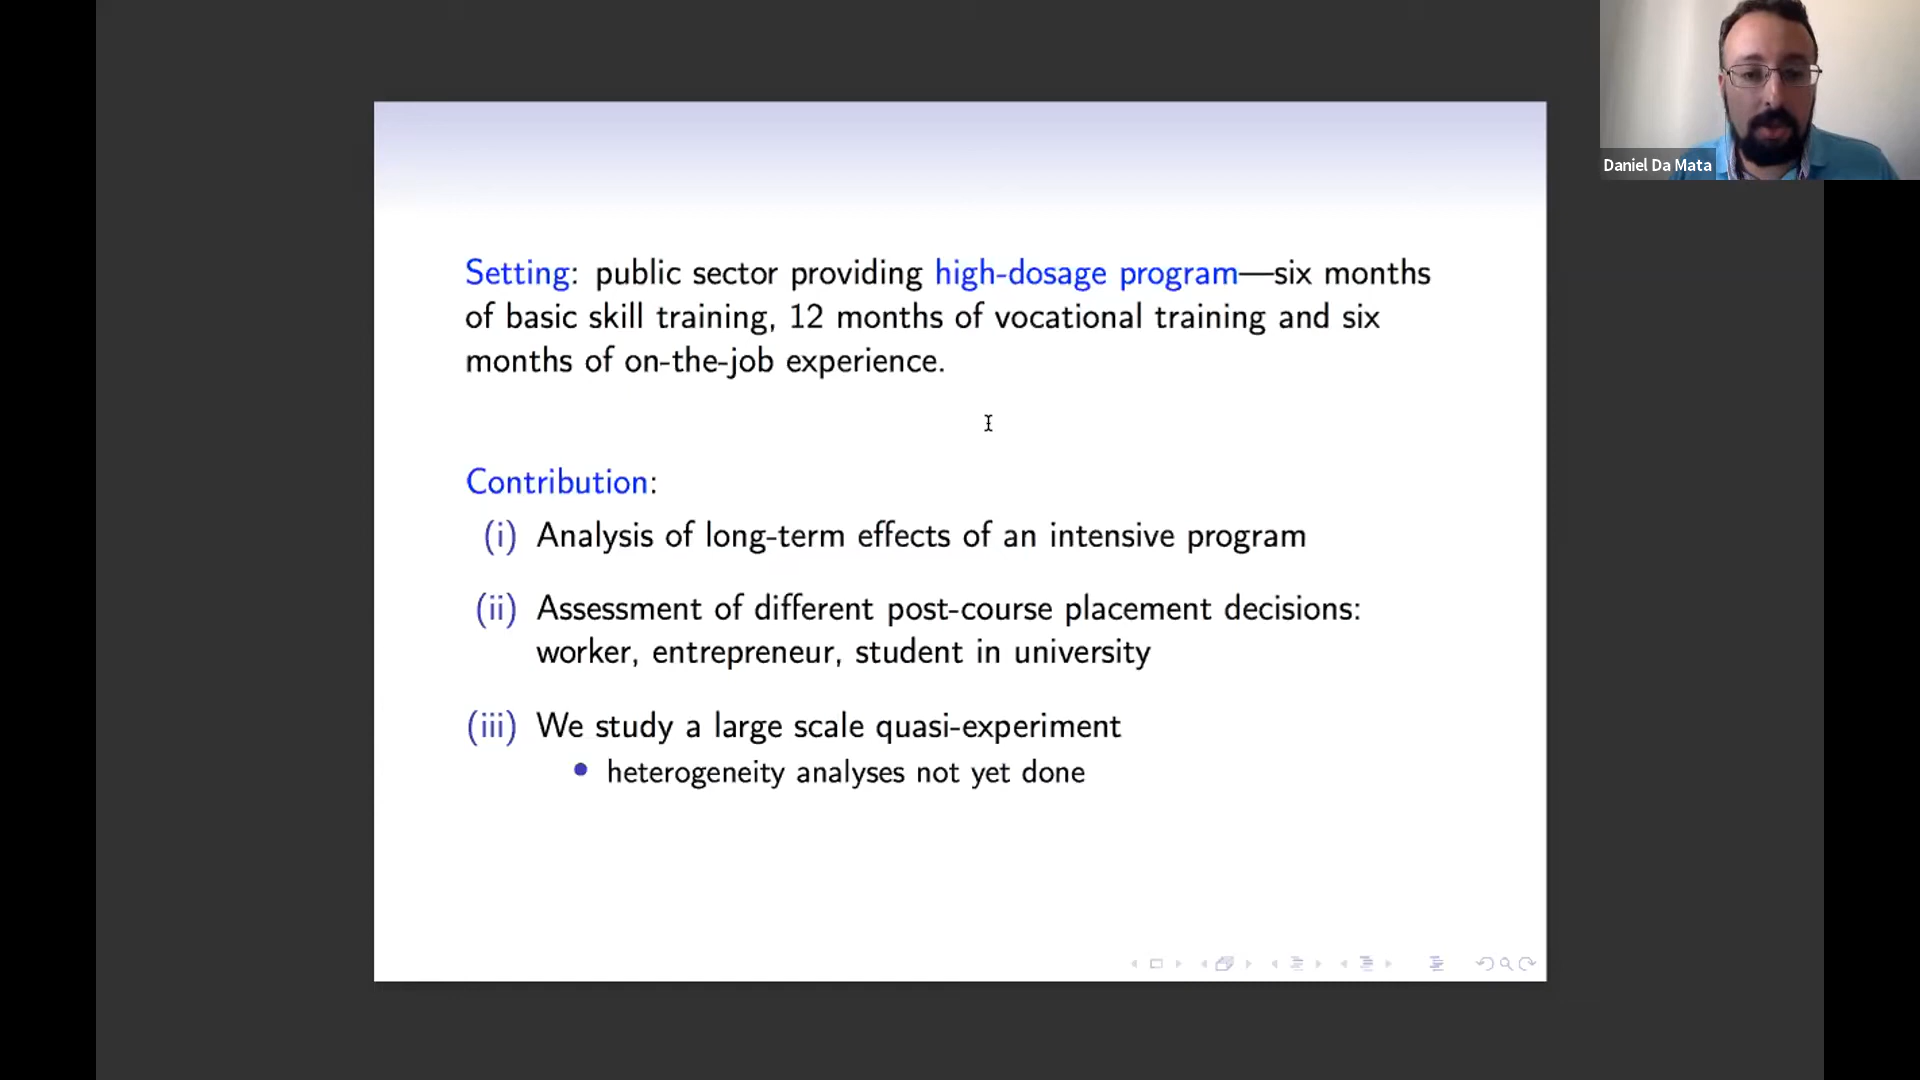 Daniel Da Mata
Setting: public sector providing high-dosage program—six months
of basic skill training, 12 months of vocational training and six
months of on-the-job experience.
Contribution:
(i) Analysis of long-term effects of an intensive program
(ii) Assessment of different post-course placement decisions:
worker, entrepreneur, student in university
(iii) We study a large scale quasi-experiment
• heterogeneity analyses not yet done